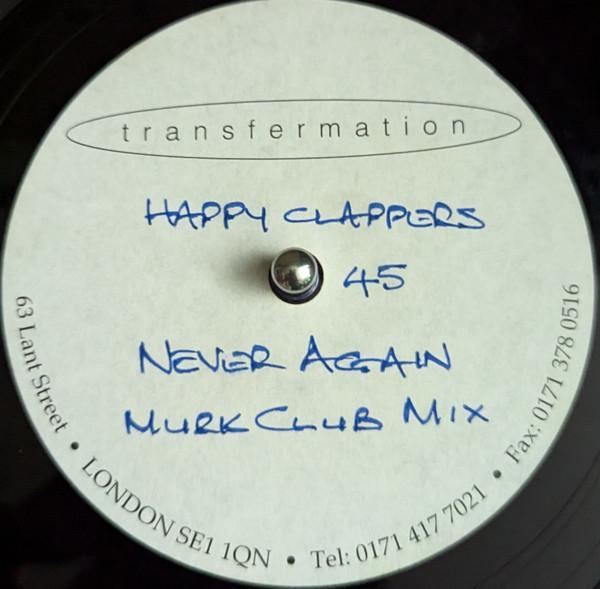 transfermation
HAPPY CLAPPERS
45
NEVER AGAIN
MURK CLUB MIX
63 Lant Street • LONDON SE1 1QN • Tel: 0171 417 7021 • Fax: 0171 378 0516